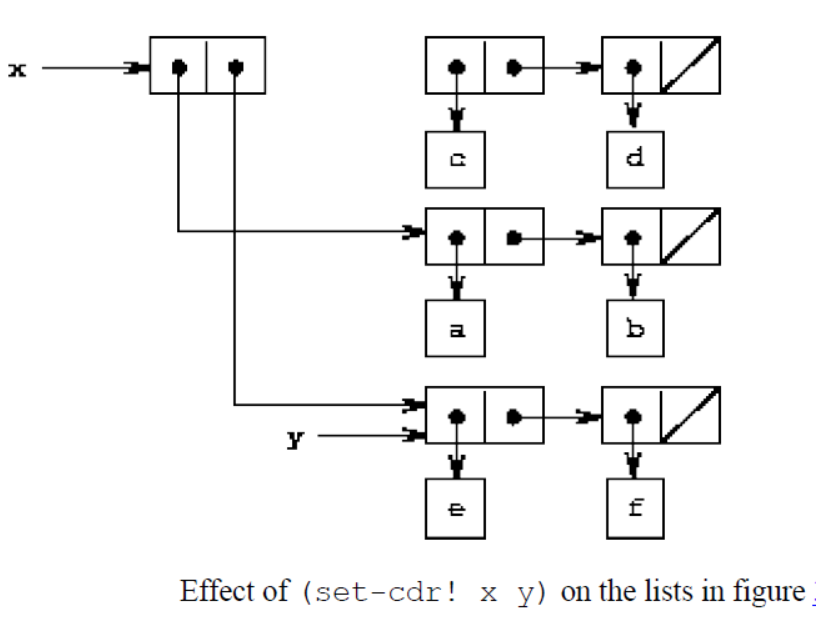 x
c d
a b
y
e f
Effect of (set-cdr! x y) on the lists in figure